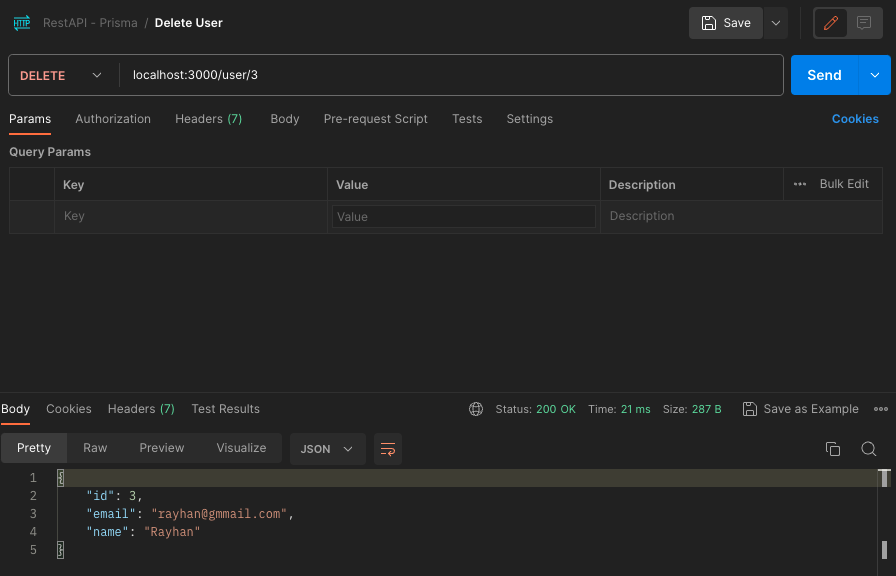 HTTP RestAPI - Prisma / Delete User Save
DELETE localhost:3000/user/3 Send
Params Authorization Headers (7) Body Pre-request Script Tests Settings Cookies
Query Params
Key Value Description ••• Bulk Edit
Key Value Description
Body Cookies Headers (7) Test Results Status: 200 OK Time: 21 ms Size: 287 B Save as Example •••
Pretty Raw Preview Visualize JSON
1 {
2 "id": 3,
3 "email": "rayhan@gmmail.com",
4 "name": "Rayhan"
5 }